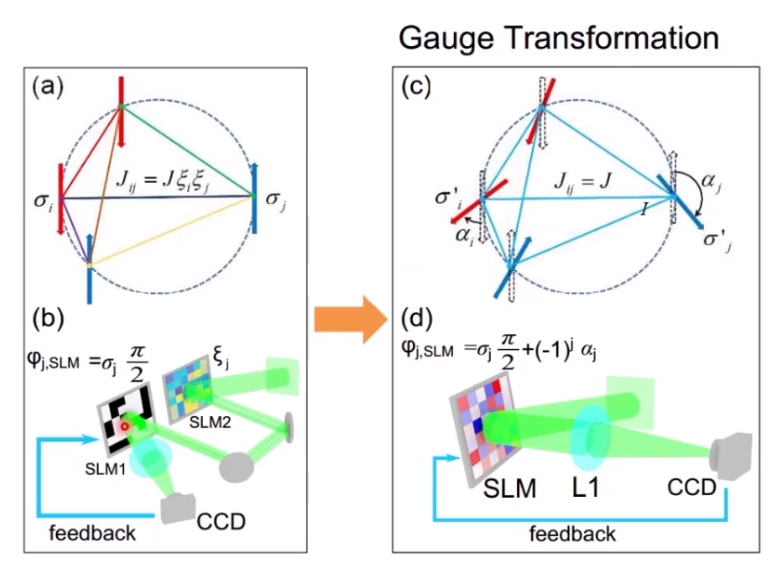 Gauge Transformation
(a)
J_ij = Jξ_iξ_j
σ_i
σ_j
(b)
φ_j,SLM =σ_j π/2
ξ_j
SLM2
SLM1
CCD
feedback
(c)
J_ij = J
σ'_i
α_i
I
α_j
σ'_j
(d)
φ_j,SLM =σ_j π/2+(-1)^j α_j
SLM
L1
CCD
feedback